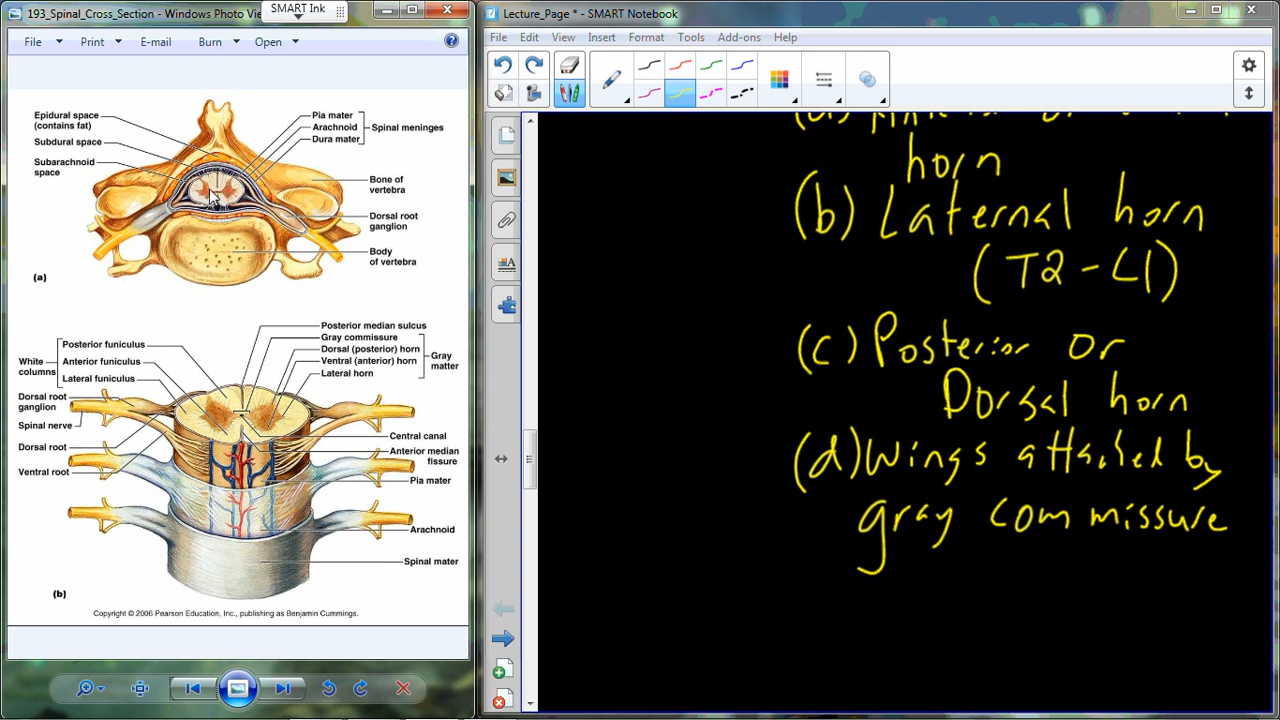 193_Spinal_Cross_Section - Windows Photo Vie
SMART Ink
File Print E-mail Burn Open
Epidural space
(contains fat)
Subdural space
Subarachnoid
space
Pia mater
Arachnoid
Dura mater
Spinal meninges
Bone of
vertebra
Dorsal root
ganglion
Body
of vertebra
(a)
Posterior median sulcus
Gray commissure
Dorsal (posterior) horn
Ventral (anterior) horn
Lateral horn
Gray
matter
White
columns
Posterior funiculus
Anterior funiculus
Lateral funiculus
Dorsal root
ganglion
Spinal nerve
Dorsal root
Ventral root
Central canal
Anterior median
fissure
Pia mater
Arachnoid
Spinal mater
(b)
Copyright © 2006 Pearson Education, Inc., publishing as Benjamin Cummings.
Lecture_Page * - SMART Notebook
File Edit View Insert Format Tools Add-ons Help
horn
(b) Laternal horn
(T2 - L1)
(c) Posterior or
Dorsal horn
(d) Wings attached by
gray commissure